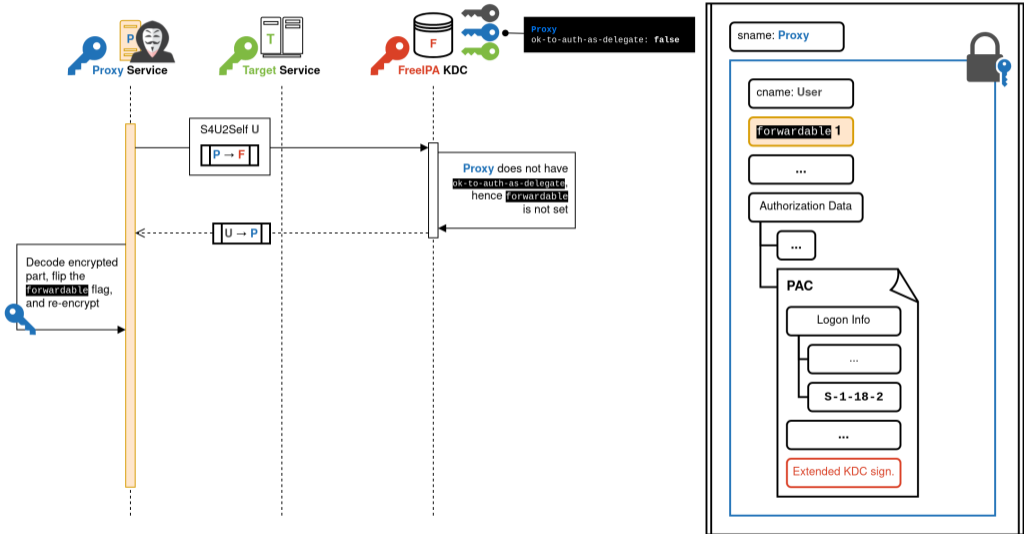 P
T
F
Proxy
ok-to-auth-as-delegate: false
Proxy Service
Target Service
FreeIPA KDC
S4U2Self U
P → F
Proxy does not have
ok-to-auth-as-delegate,
hence forwardable
is not set
U → P
Decode encrypted
part, flip the
forwardable flag,
and re-encrypt
sname: Proxy
cname: User
forwardable 1
...
Authorization Data
...
PAC
Logon Info
...
S-1-18-2
...
Extended KDC sign.